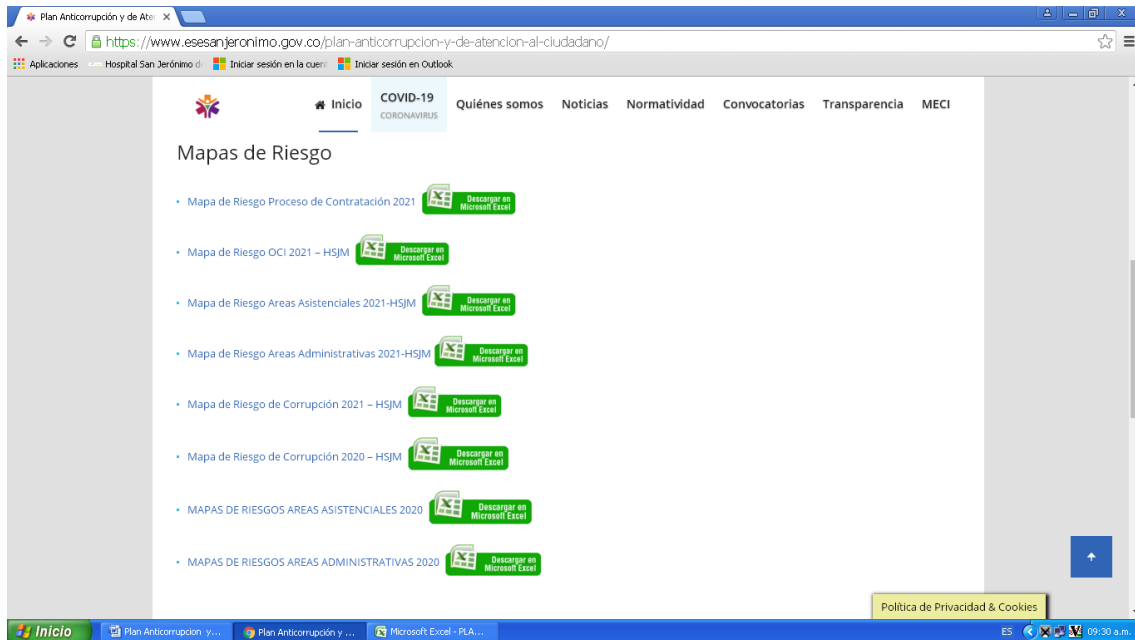 Plan Anticorrupción y de Aten
https://www.esesanjeronimo.gov.co/plan-anticorrupcion-y-de-atencion-al-ciudadano/
Aplicaciones Hospital San Jerónimo d Iniciar sesión en la cuen Iniciar sesión en Outlook
Inicio COVID-19 CORONAVIRUS Quiénes somos Noticias Normatividad Convocatorias Transparencia MECI
Mapas de Riesgo
Mapa de Riesgo Proceso de Contratación 2021 Descargar en Microsoft Excel
Mapa de Riesgo OCI 2021 – HSJM Descargar en Microsoft Excel
Mapa de Riesgo Areas Asistenciales 2021-HSJM Descargar en Microsoft Excel
Mapa de Riesgo Areas Administrativas 2021-HSJM Descargar en Microsoft Excel
Mapa de Riesgo de Corrupción 2021 – HSJM Descargar en Microsoft Excel
Mapa de Riesgo de Corrupción 2020 – HSJM Descargar en Microsoft Excel
MAPAS DE RIESGOS AREAS ASISTENCIALES 2020 Descargar en Microsoft Excel
MAPAS DE RIESGOS AREAS ADMINISTRATIVAS 2020 Descargar en Microsoft Excel
Política de Privacidad & Cookies
Inicio Plan Anticorrupcion y... Plan Anticorrupción y ... Microsoft Excel - PLA... ES 09:30 a.m.